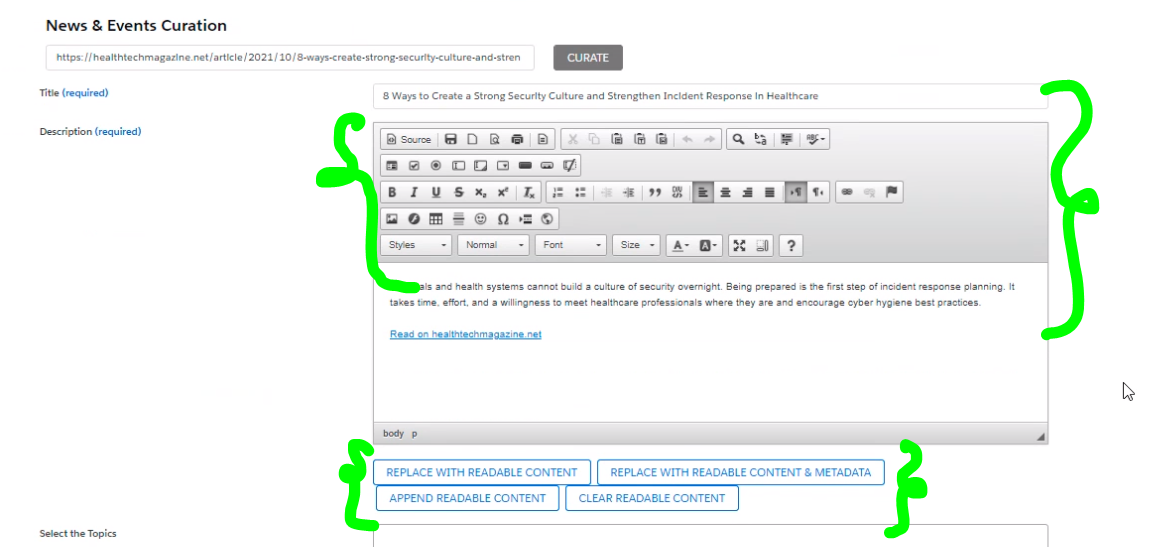 News & Events Curation
https://healthtechmagazine.net/article/2021/10/8-ways-create-strong-security-culture-and-stren
CURATE
Title (required)
8 Ways to Create a Strong Security Culture and Strengthen Incident Response In Healthcare
Description (required)
Source
B I U S x₂ x² Tx
Styles Normal Font Size A A ?
als and health systems cannot build a culture of security overnight. Being prepared is the first step of incident response planning. It
takes time, effort, and a willingness to meet healthcare professionals where they are and encourage cyber hygiene best practices.
Read on healthtechmagazine.net
body p
REPLACE WITH READABLE CONTENT REPLACE WITH READABLE CONTENT & METADATA
APPEND READABLE CONTENT CLEAR READABLE CONTENT
Select the Topics